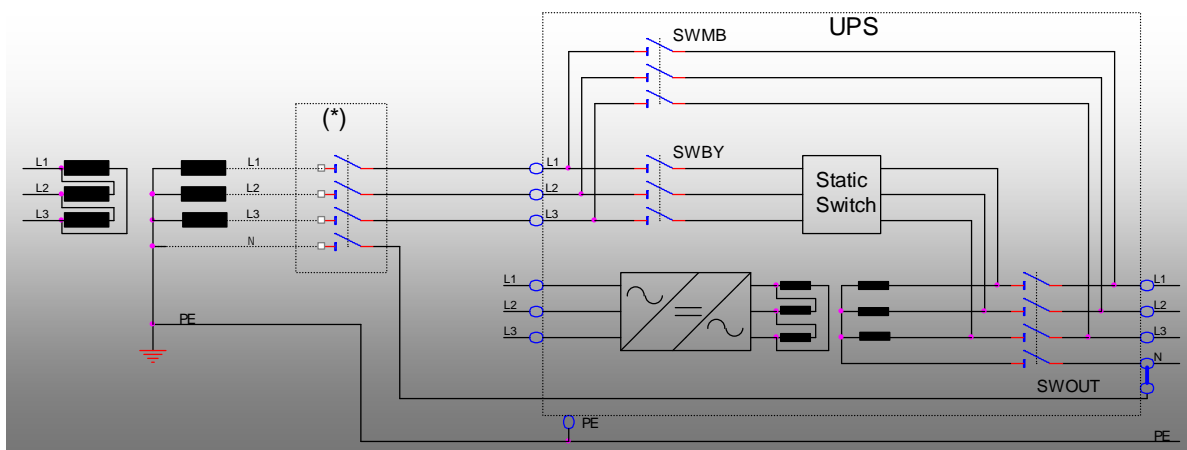 UPS
SWMB
(*)
L1 L1 L1 SWBY
L2 L2 L2 Static
L3 L3 L3 Switch
N
L1 L1
L2 L2
PE L3 L3
N
SWOUT
PE
PE